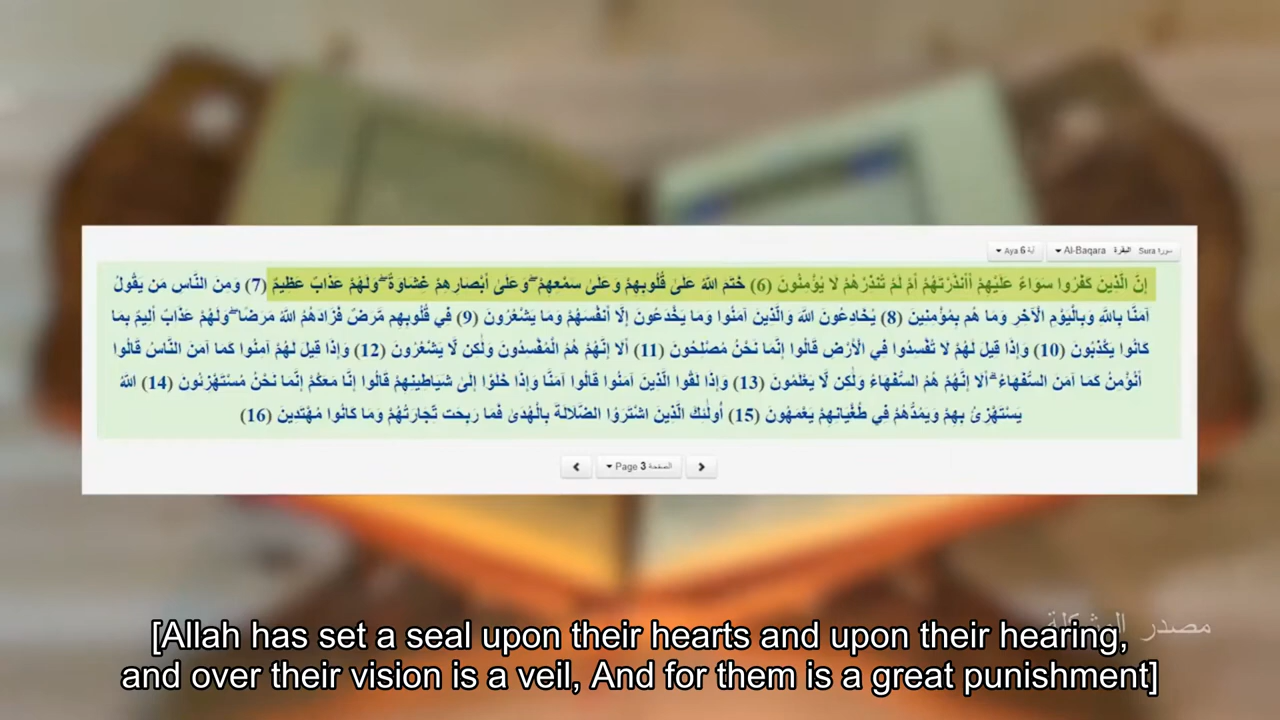 سورة Sura البقرة Al-Baqara آية 6 Aya
إِنَّ الَّذِينَ كَفَرُوا سَوَاءٌ عَلَيْهِمْ أَأَنْذَرْتَهُمْ أَمْ لَمْ تُنْذِرْهُمْ لَا يُؤْمِنُونَ (6) خَتَمَ اللَّهُ عَلَىٰ قُلُوبِهِمْ وَعَلَىٰ سَمْعِهِمْ ۖ وَعَلَىٰ أَبْصَارِهِمْ غِشَاوَةٌ ۖ وَلَهُمْ عَذَابٌ عَظِيمٌ (7) وَمِنَ النَّاسِ مَن يَقُولُ
آمَنَّا بِاللَّهِ وَبِالْيَوْمِ الْآخِرِ وَمَا هُم بِمُؤْمِنِينَ (8) يُخَادِعُونَ اللَّهَ وَالَّذِينَ آمَنُوا وَمَا يَخْدَعُونَ إِلَّا أَنفُسَهُمْ وَمَا يَشْعُرُونَ (9) فِي قُلُوبِهِم مَّرَضٌ فَزَادَهُمُ اللَّهُ مَرَضًا ۖ وَلَهُمْ عَذَابٌ أَلِيمٌ بِمَا
كَانُوا يَكْذِبُونَ (10) وَإِذَا قِيلَ لَهُمْ لَا تُفْسِدُوا فِي الْأَرْضِ قَالُوا إِنَّمَا نَحْنُ مُصْلِحُونَ (11) أَلَا إِنَّهُمْ هُمُ الْمُفْسِدُونَ وَلَٰكِن لَّا يَشْعُرُونَ (12) وَإِذَا قِيلَ لَهُمْ آمِنُوا كَمَا آمَنَ النَّاسُ قَالُوا
أَنُؤْمِنُ كَمَا آمَنَ السُّفَهَاءُ ۗ أَلَا إِنَّهُمْ هُمُ السُّفَهَاءُ وَلَٰكِن لَّا يَعْلَمُونَ (13) وَإِذَا لَقُوا الَّذِينَ آمَنُوا قَالُوا آمَنَّا وَإِذَا خَلَوْا إِلَىٰ شَيَاطِينِهِمْ قَالُوا إِنَّا مَعَكُمْ إِنَّمَا نَحْنُ مُسْتَهْزِئُونَ (14) اللَّهُ
يَسْتَهْزِئُ بِهِمْ وَيَمُدُّهُمْ فِي طُغْيَانِهِمْ يَعْمَهُونَ (15) أُولَٰئِكَ الَّذِينَ اشْتَرَوُا الضَّلَالَةَ بِالْهُدَىٰ فَمَا رَبِحَت تِّجَارَتُهُمْ وَمَا كَانُوا مُهْتَدِينَ (16)
الصفحة Page 3
مصدر المشكلة
[Allah has set a seal upon their hearts and upon their hearing,
and over their vision is a veil, And for them is a great punishment]